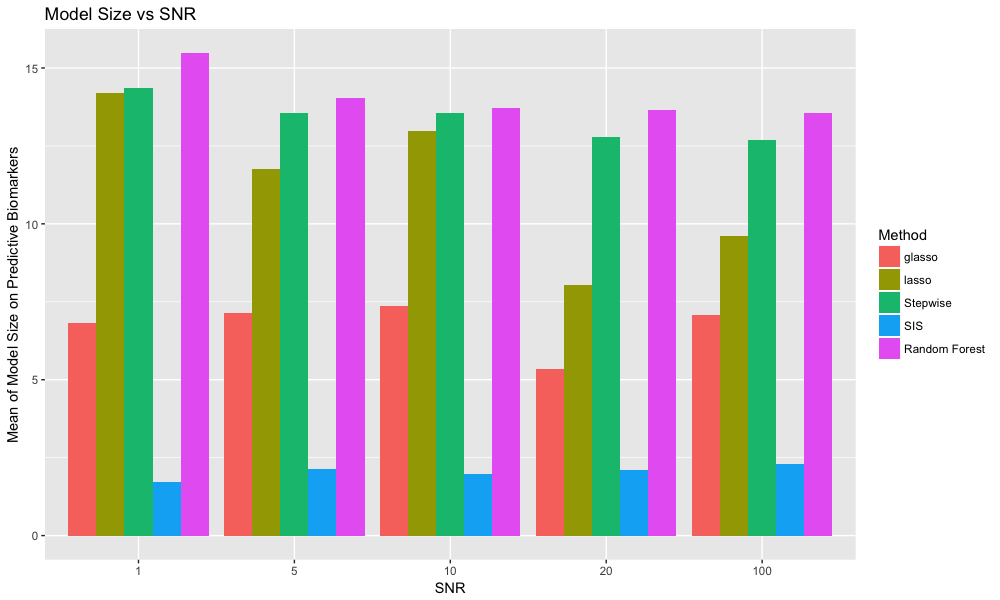 Model Size vs SNR
Mean of Model Size on Predictive Biomarkers
15
10
5
0
1 5 10 20 100
SNR
Method
glasso
lasso
Stepwise
SIS
Random Forest